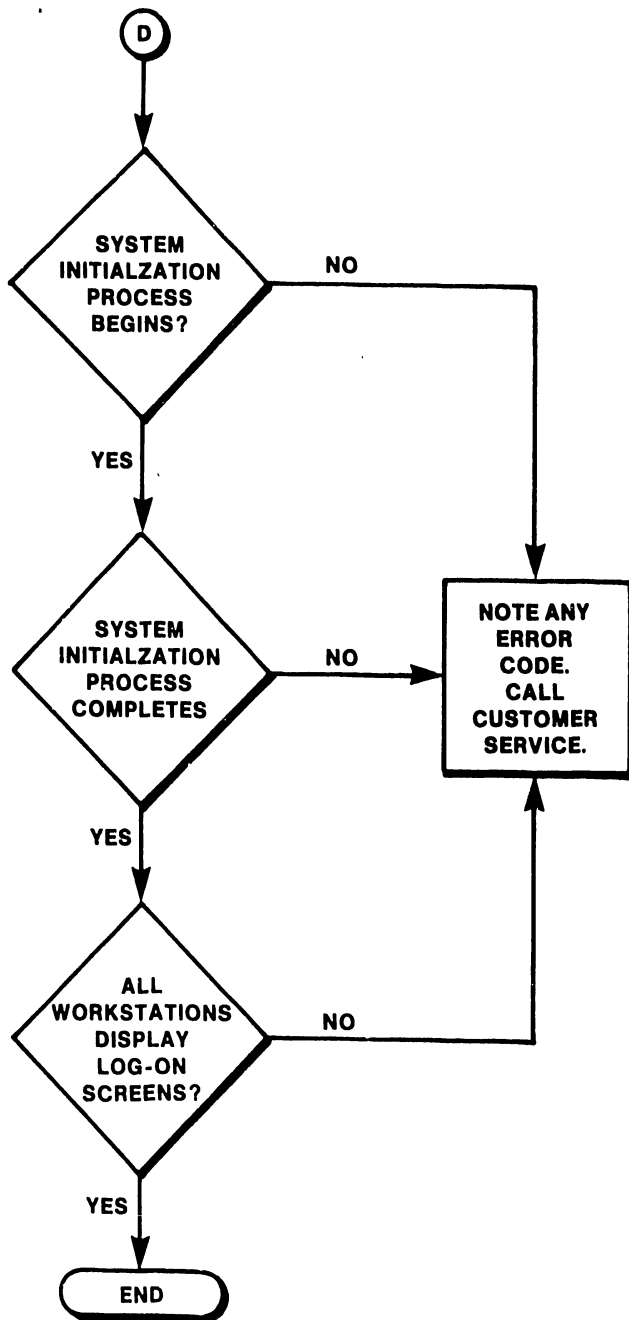 D
SYSTEM
INITIALZATION
PROCESS
BEGINS?
NO
YES
SYSTEM
INITIALZATION
PROCESS
COMPLETES
NO
NOTE ANY
ERROR
CODE.
CALL
CUSTOMER
SERVICE.
YES
ALL
WORKSTATIONS
DISPLAY
LOG-ON
SCREENS?
NO
YES
END